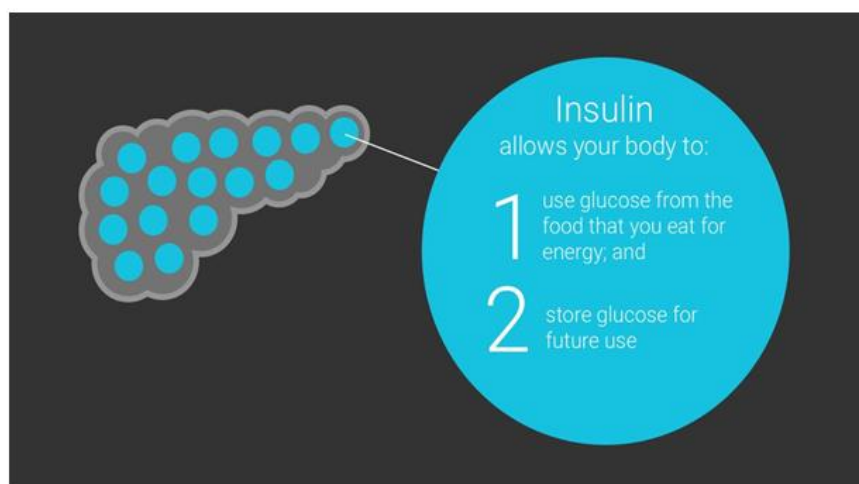 Insulin
allows your body to:
1 use glucose from the
food that you eat for
energy; and
2 store glucose for
future use